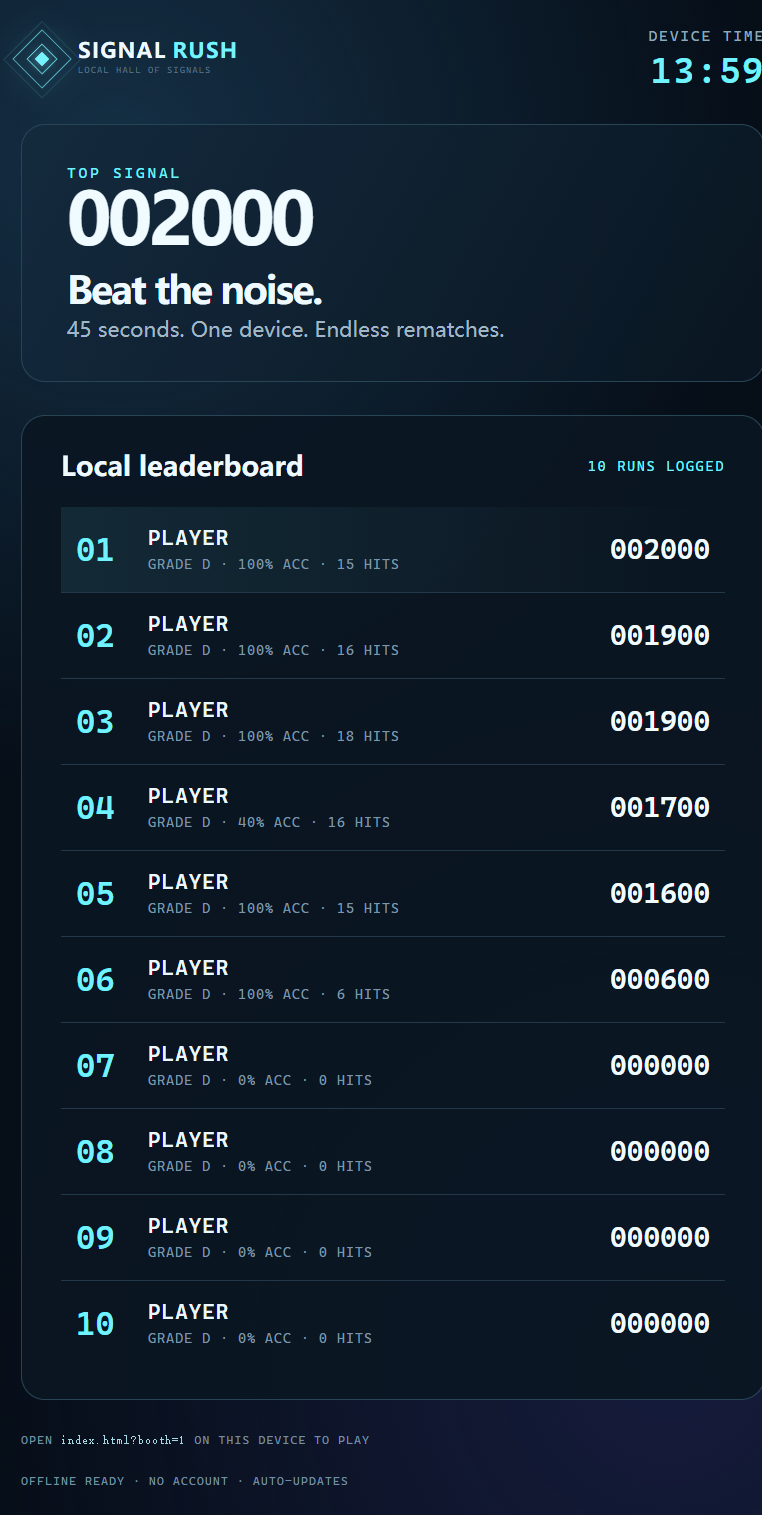 SIGNAL RUSH
LOCAL HALL OF SIGNALS
DEVICE TIME
13:59
TOP SIGNAL
002000
Beat the noise.
45 seconds. One device. Endless rematches.
Local leaderboard
10 RUNS LOGGED
01
PLAYER
GRADE D · 100% ACC · 15 HITS
002000
02
PLAYER
GRADE D · 100% ACC · 16 HITS
001900
03
PLAYER
GRADE D · 100% ACC · 18 HITS
001900
04
PLAYER
GRADE D · 40% ACC · 16 HITS
001700
05
PLAYER
GRADE D · 100% ACC · 15 HITS
001600
06
PLAYER
GRADE D · 100% ACC · 6 HITS
000600
07
PLAYER
GRADE D · 0% ACC · 0 HITS
000000
08
PLAYER
GRADE D · 0% ACC · 0 HITS
000000
09
PLAYER
GRADE D · 0% ACC · 0 HITS
000000
10
PLAYER
GRADE D · 0% ACC · 0 HITS
000000
OPEN index.html?booth=1 ON THIS DEVICE TO PLAY
OFFLINE READY · NO ACCOUNT · AUTO-UPDATES